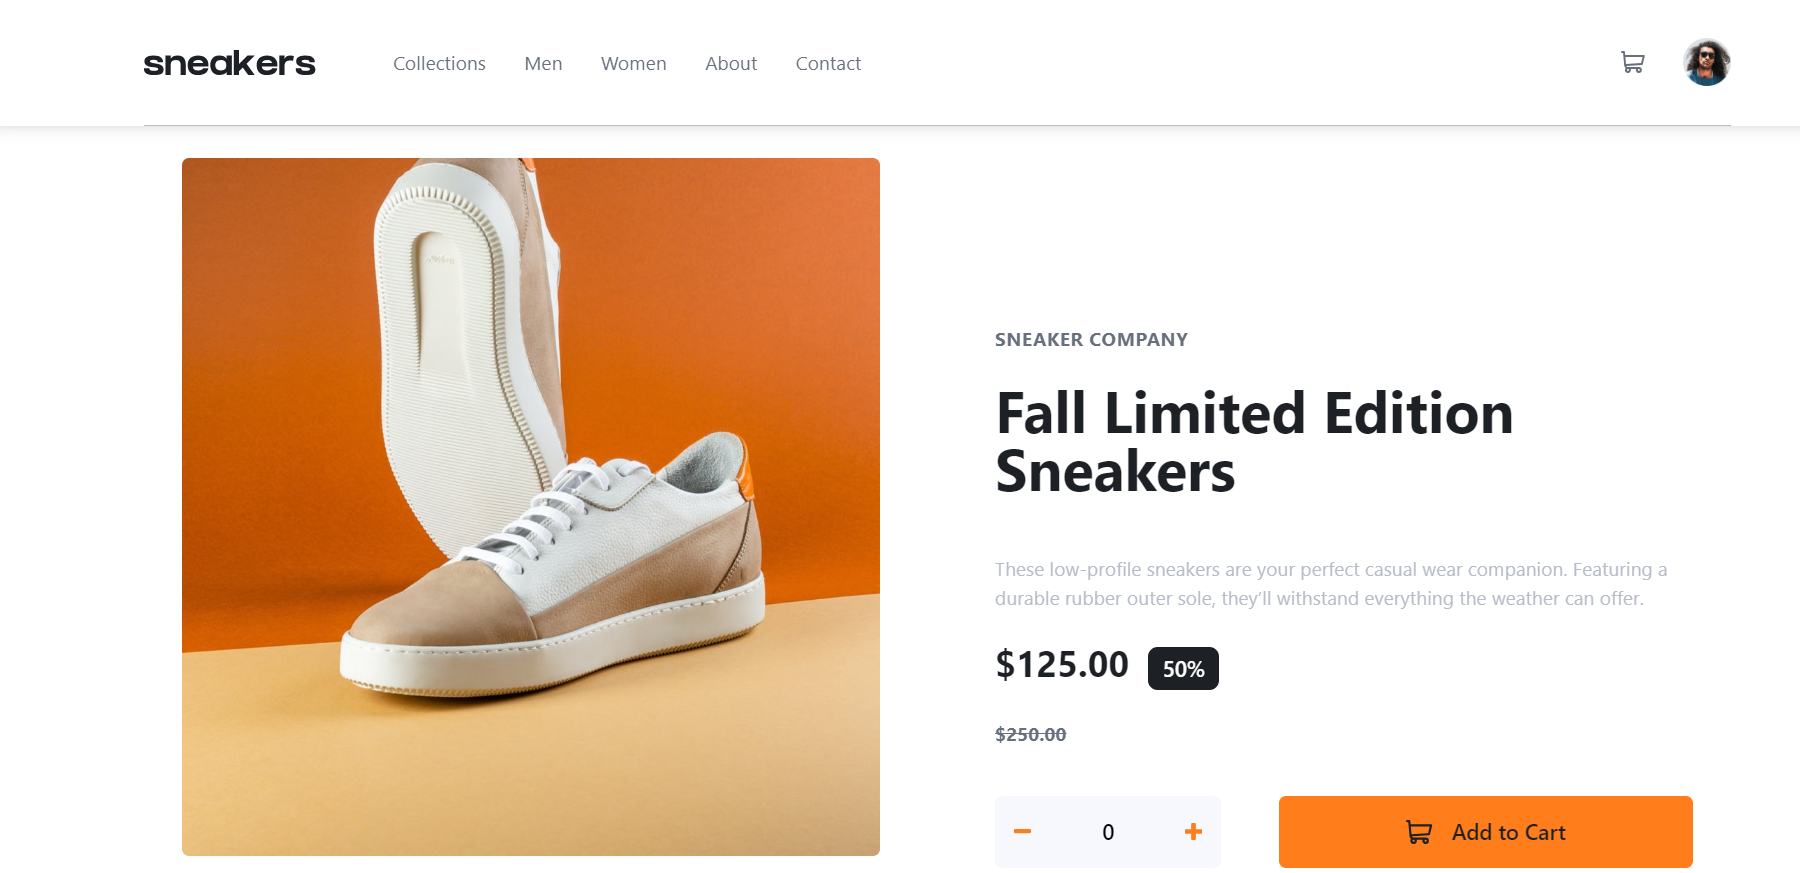 sneakers
Collections Men Women About Contact
SNEAKER COMPANY
Fall Limited Edition
Sneakers
These low-profile sneakers are your perfect casual wear companion. Featuring a
durable rubber outer sole, they’ll withstand everything the weather can offer.
$125.00 50%
$250.00
0
Add to Cart